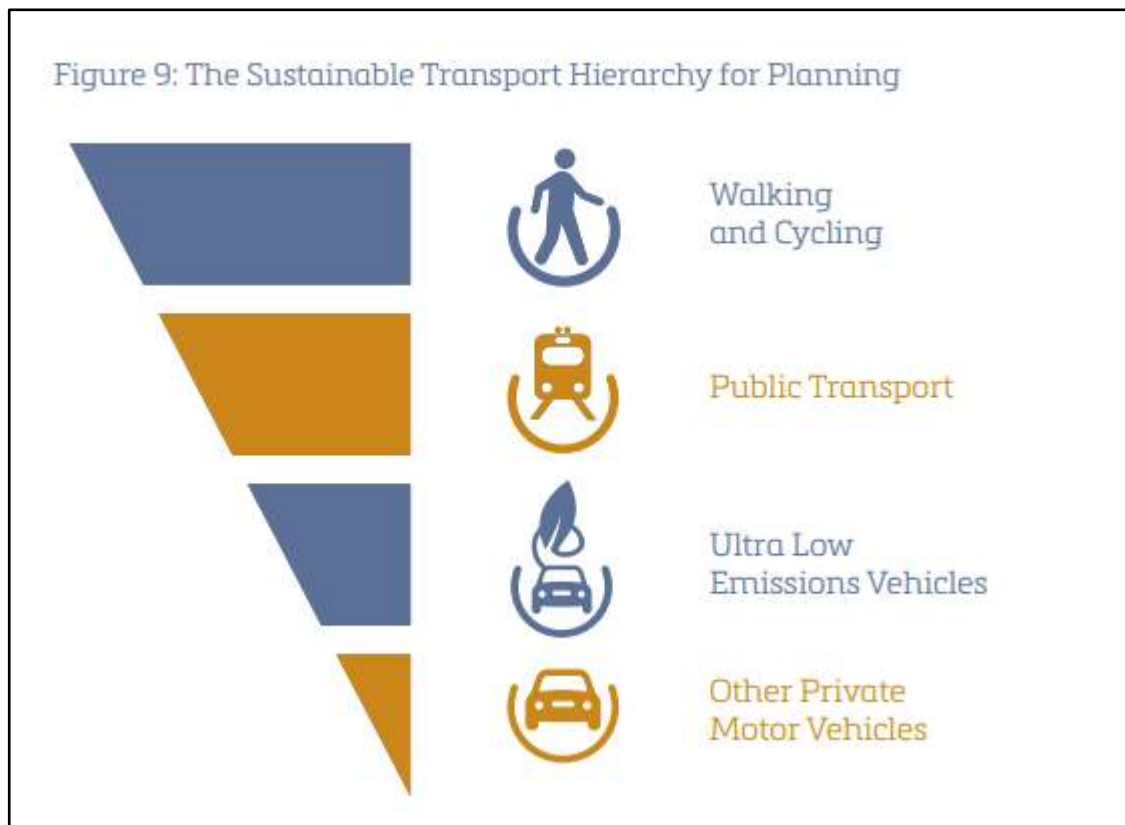 Figure 9: The Sustainable Transport Hierarchy for Planning
Walking
and Cycling
Public Transport
Ultra Low
Emissions Vehicles
Other Private
Motor Vehicles